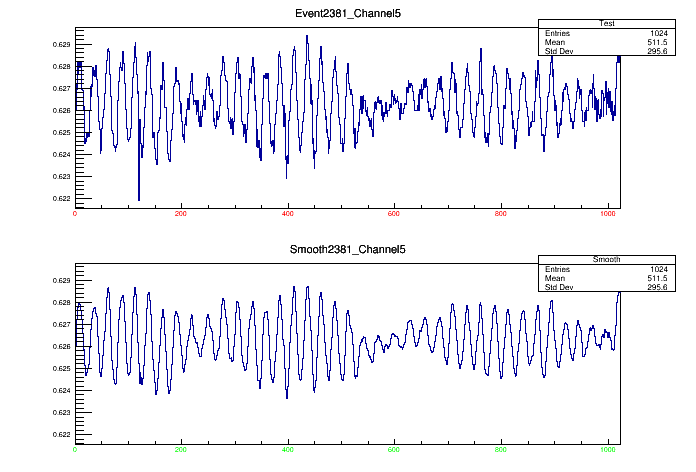 Event2381_Channel5
Test
Entries 1024
Mean 511.5
Std Dev 295.6
0.629
0.628
0.627
0.626
0.625
0.624
0.623
0.622
0 200 400 600 800 1000
Smooth2381_Channel5
Smooth
Entries 1024
Mean 511.5
Std Dev 295.6
0.629
0.628
0.627
0.626
0.625
0.624
0.623
0.622
0 200 400 600 800 1000